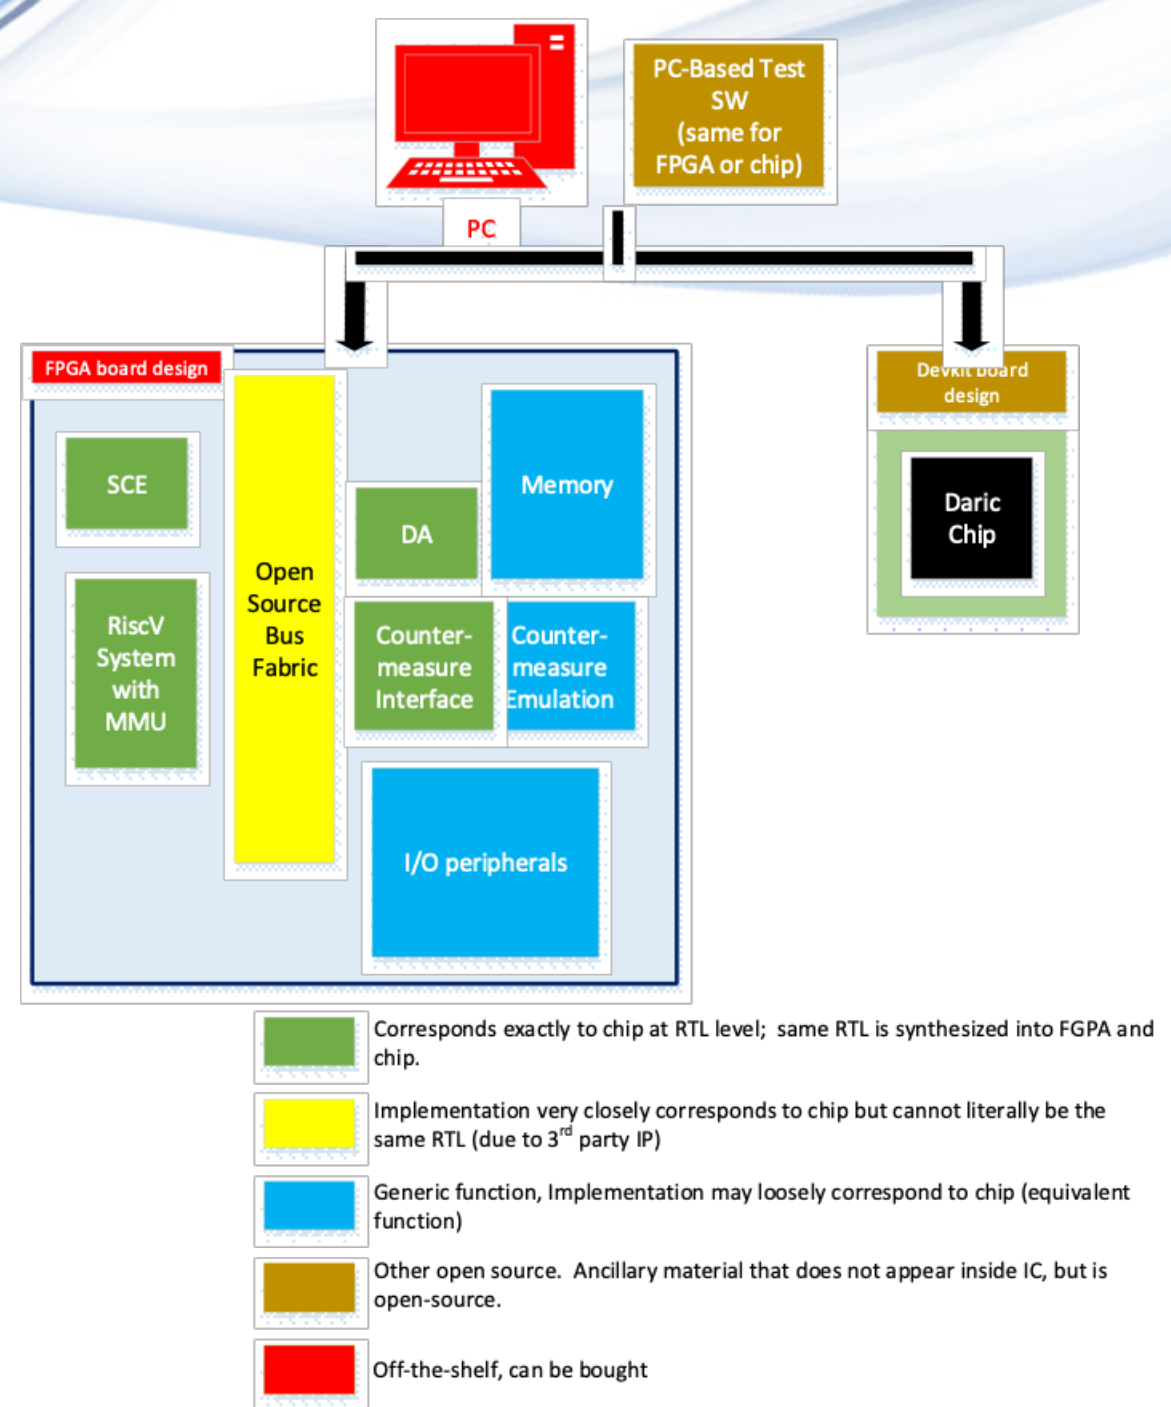 PC-Based Test
SW
(same for
FPGA or chip)
PC
FPGA board design
Devkit board
design
SCE
Memory
Daric
Chip
DA
Open
Source
Bus
Fabric
RiscV
System
with
MMU
Counter-
measure
Interface
Counter-
measure
Emulation
I/O peripherals
Corresponds exactly to chip at RTL level; same RTL is synthesized into FGPA and
chip.
Implementation very closely corresponds to chip but cannot literally be the
same RTL (due to 3rd party IP)
Generic function, Implementation may loosely correspond to chip (equivalent
function)
Other open source. Ancillary material that does not appear inside IC, but is
open-source.
Off-the-shelf, can be bought